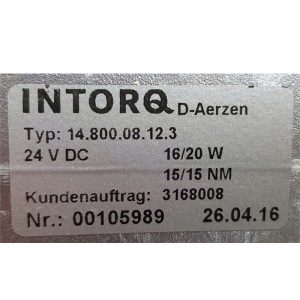 INTORQ D-Aerzen
Typ: 14.800.08.12.3
24 V DC 16/20 W
15/15 NM
Kundenauftrag: 3168008
Nr.: 00105989 26.04.16